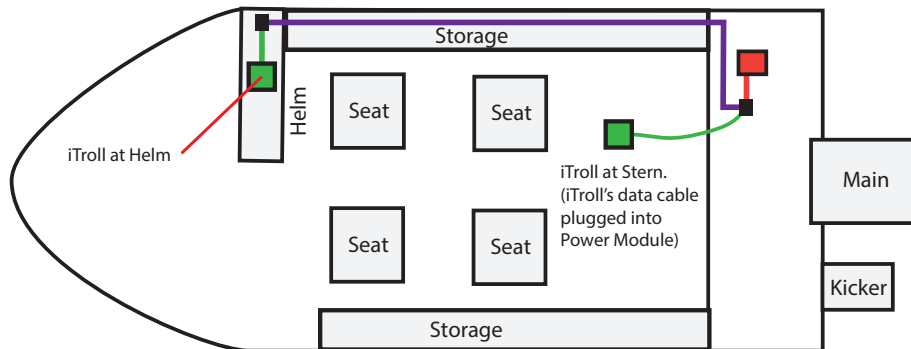 Storage
Helm
Seat
Seat
iTroll at Helm
iTroll at Stern.
(iTroll's data cable
plugged into
Power Module)
Main
Seat
Seat
Kicker
Storage